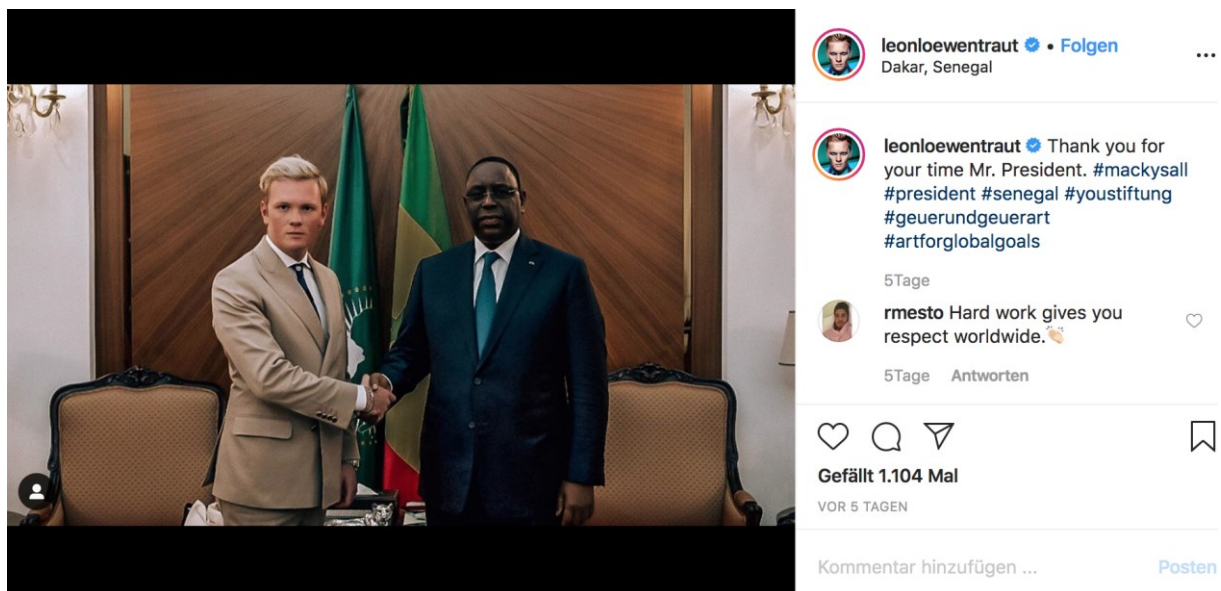 leonloewentraut • Folgen
Dakar, Senegal
leonloewentraut Thank you for
your time Mr. President. #mackysall
#president #senegal #youstiftung
#geuerundgeuerart
#artforglobalgoals
5Tage
rmesto Hard work gives you
respect worldwide.👏🏻
5Tage Antworten
Gefällt 1.104 Mal
VOR 5 TAGEN
Kommentar hinzufügen ... Posten